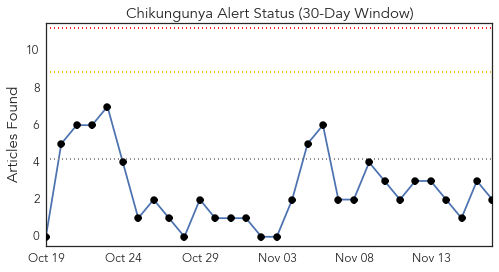 Chikungunya Alert Status (30-Day Window)
Articles Found
10
8
6
4
2
0
Oct 19 Oct 24 Oct 29 Nov 03 Nov 08 Nov 13